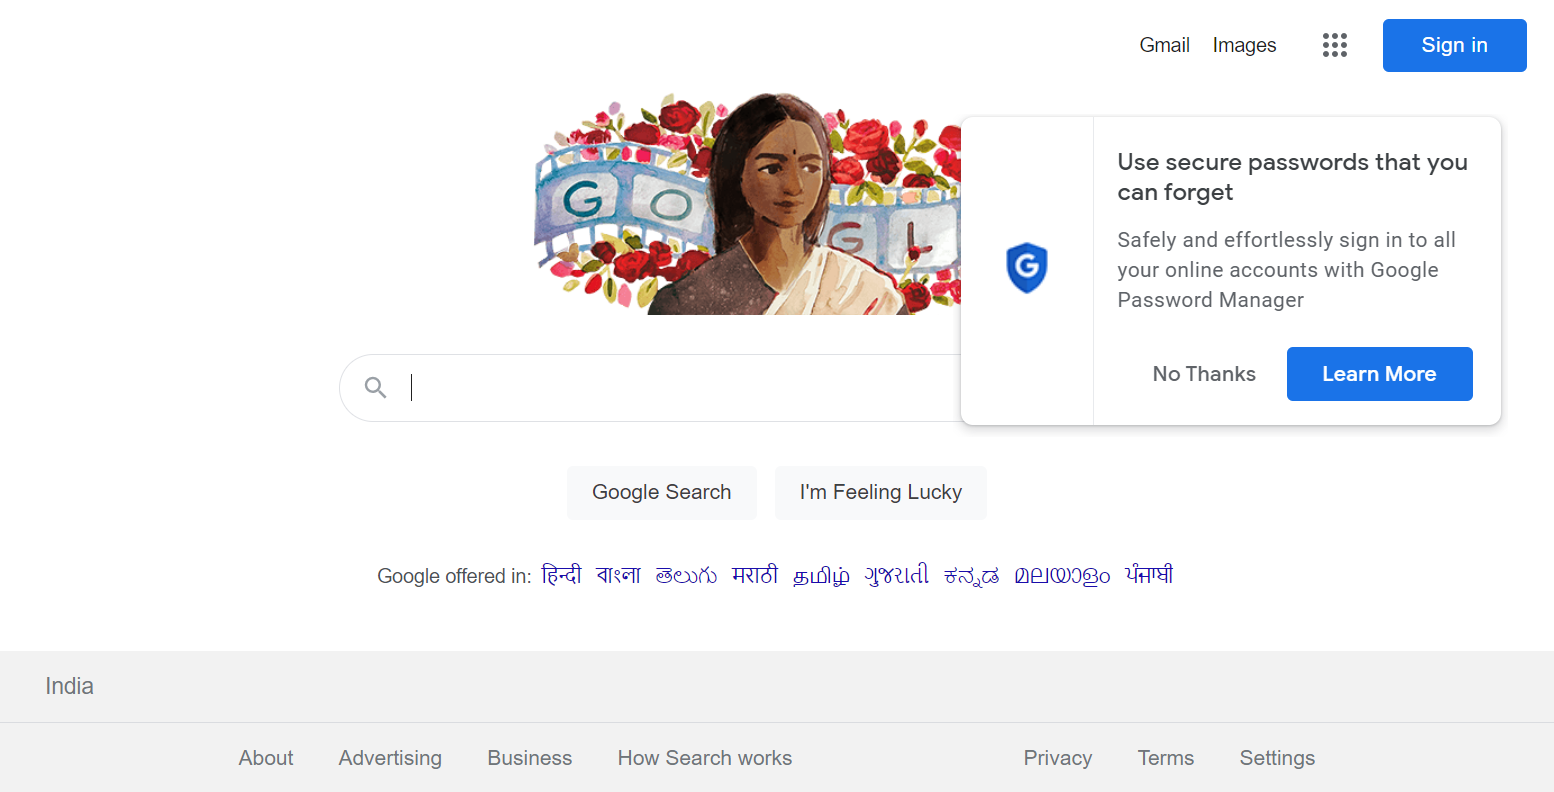 Gmail Images
Sign in
G O G L
Use secure passwords that you
can forget
Safely and effortlessly sign in to all
your online accounts with Google
Password Manager
G
No Thanks
Learn More
Google Search
I'm Feeling Lucky
Google offered in: हिन्दी বাংলা తెలుగు मराठी தமிழ் ગુજરાતી ಕನ್ನಡ മലയാളം ਪੰਜਾਬੀ
India
About Advertising Business How Search works Privacy Terms Settings